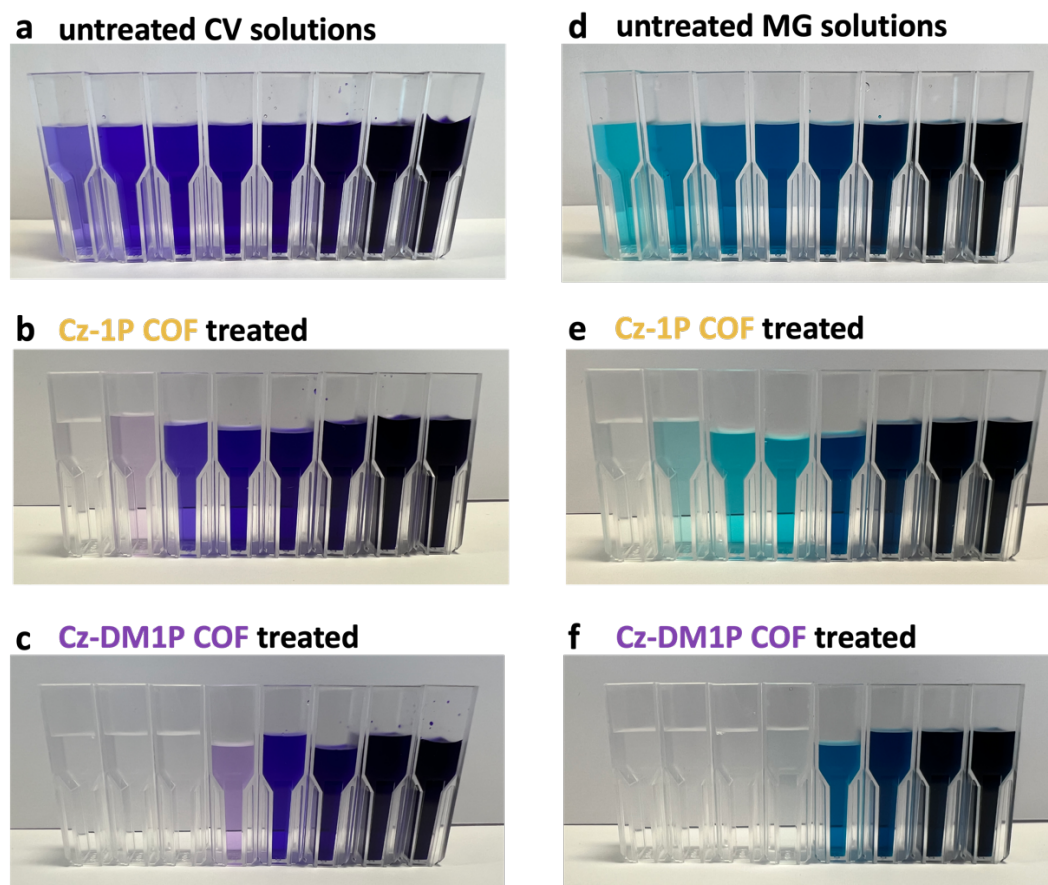 a untreated CV solutions
d untreated MG solutions
b Cz-1P COF treated
e Cz-1P COF treated
c Cz-DM1P COF treated
f Cz-DM1P COF treated